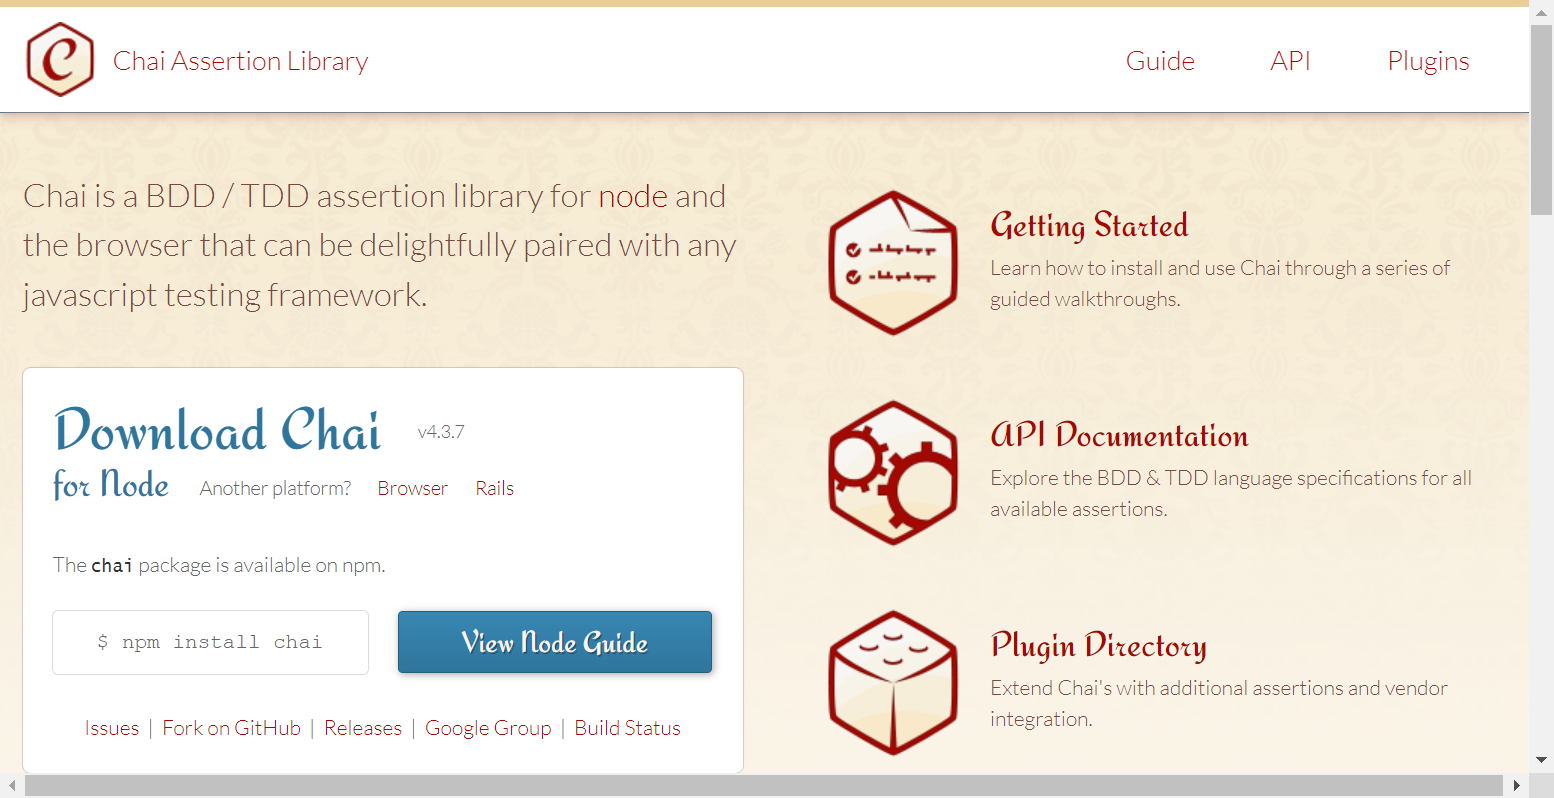 Chai Assertion Library
Guide
API
Plugins
Chai is a BDD / TDD assertion library for node and
the browser that can be delightfully paired with any
javascript testing framework.
Download Chai v4.3.7
for Node Another platform? Browser Rails
The chai package is available on npm.
$ npm install chai
View Node Guide
Issues | Fork on GitHub | Releases | Google Group | Build Status
Getting Started
Learn how to install and use Chai through a series of
guided walkthroughs.
API Documentation
Explore the BDD & TDD language specifications for all
available assertions.
Plugin Directory
Extend Chai's with additional assertions and vendor
integration.